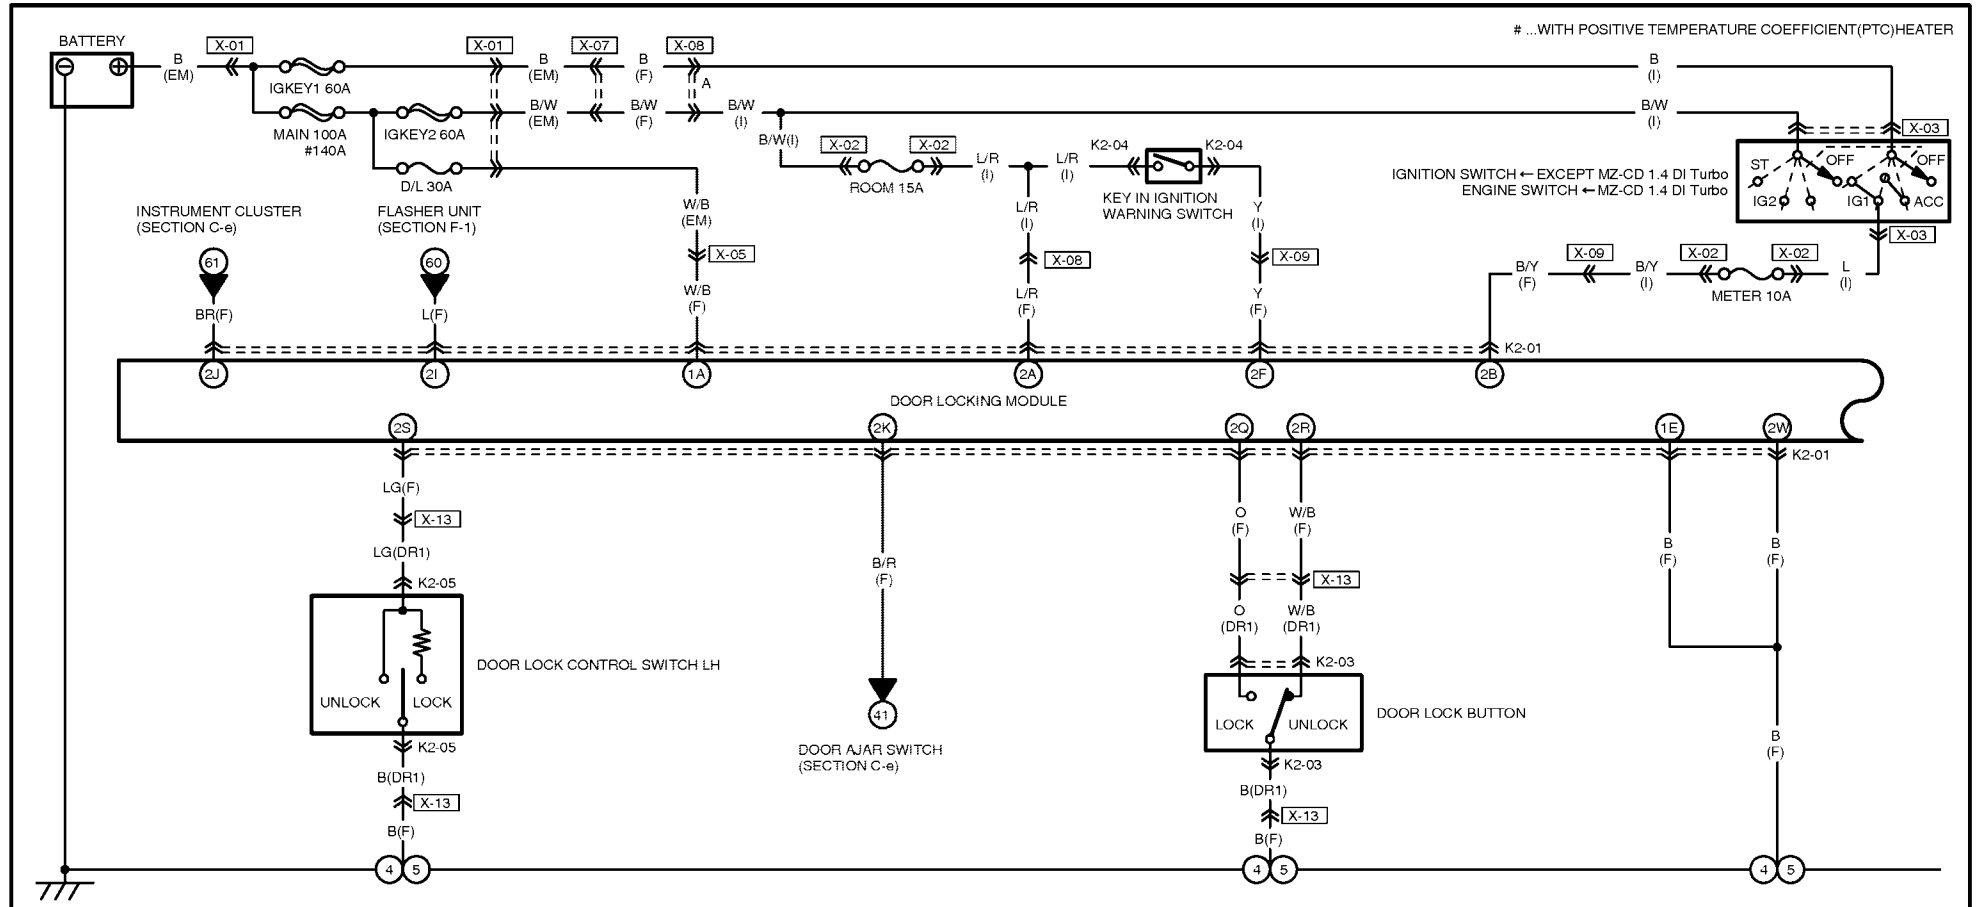 # ...WITH POSITIVE TEMPERATURE COEFFICIENT(PTC)HEATER
BATTERY
X-01
X-01
X-07
X-08
B
(EM)
B
(EM)
B
(F)
B
(I)
A
IGKEY1 60A
B/W
(EM)
B/W
(F)
B/W
(I)
B/W
(I)
MAIN 100A
#140A
IGKEY2 60A
B/W(I)
X-02
X-02
K2-04
K2-04
X-03
L/R
(I)
L/R
(I)
ROOM 15A
D/L 30A
KEY IN IGNITION
WARNING SWITCH
IGNITION SWITCH ← EXCEPT MZ-CD 1.4 DI Turbo
ENGINE SWITCH ← MZ-CD 1.4 DI Turbo
ST
OFF
OFF
IG2
IG1
ACC
INSTRUMENT CLUSTER
(SECTION C-e)
FLASHER UNIT
(SECTION F-1)
W/B
(EM)
L/R
(I)
Y
(I)
X-03
61
60
X-05
X-08
X-09
X-09
X-02
X-02
B/Y
(F)
B/Y
(I)
L
(I)
METER 10A
BR(F)
L(F)
W/B
(F)
L/R
(F)
Y
(F)
K2-01
2J
2I
1A
2A
2F
2B
DOOR LOCKING MODULE
2S
2K
2Q
2R
1E
2W
K2-01
LG(F)
X-13
LG(DR1)
K2-05
B/R
(F)
O
(F)
W/B
(F)
B
(F)
B
(F)
X-13
O
(DR1)
W/B
(DR1)
K2-03
DOOR LOCK CONTROL SWITCH LH
UNLOCK
LOCK
41
LOCK
UNLOCK
DOOR LOCK BUTTON
K2-05
DOOR AJAR SWITCH
(SECTION C-e)
K2-03
B
(F)
B(DR1)
B(DR1)
X-13
X-13
B(F)
B(F)
4
5
4
5
4
5